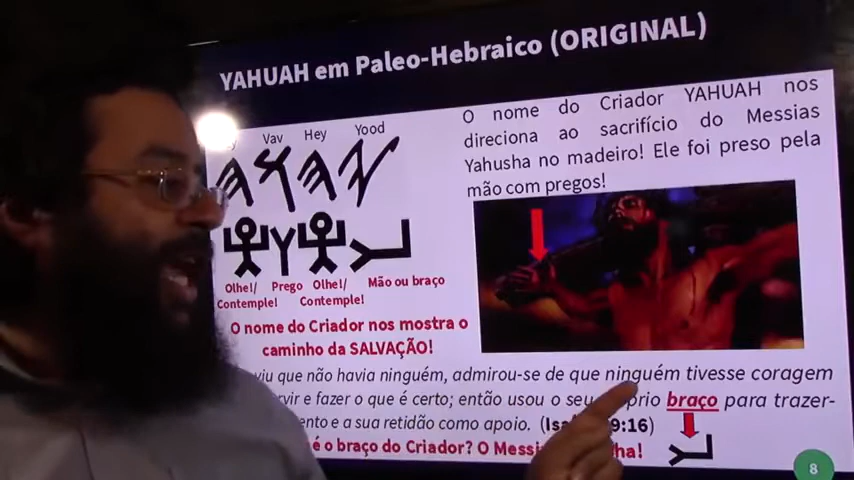 YAHUAH em Paleo-Hebraico (ORIGINAL)
Vav Hey Yood
Olhe!/ Prego Olhe!/ Mão ou braço
Contemple! Contemple!
O nome do Criador nos mostra o
caminho da SALVAÇÃO!
O nome do Criador YAHUAH nos
direciona ao sacrifício do Messias
Yahusha no madeiro! Ele foi preso pela
mão com pregos!
viu que não havia ninguém, admirou-se de que ninguém tivesse coragem
e fazer o que é certo; então usou o seu braço para trazer-
e a sua retidão como apoio. 9:16)
é o braço do Criador? O
8